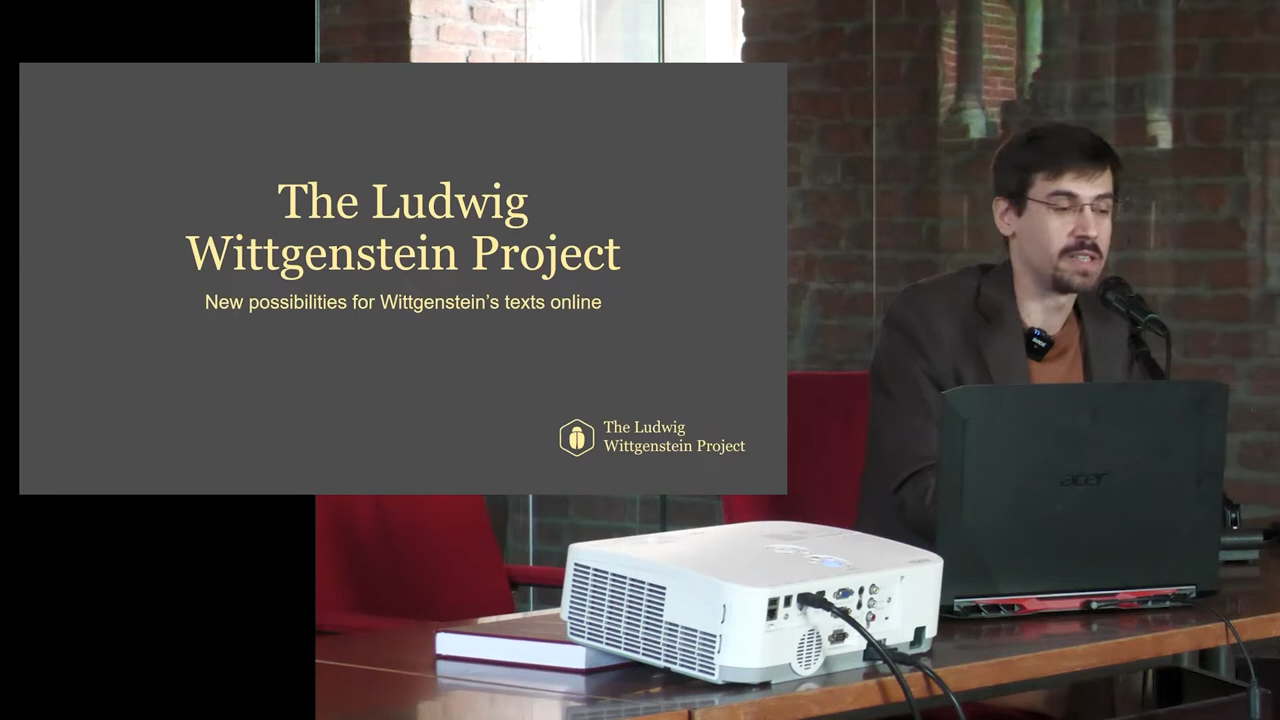 The Ludwig
Wittgenstein Project
New possibilities for Wittgenstein's texts online
The Ludwig
Wittgenstein Project
acer